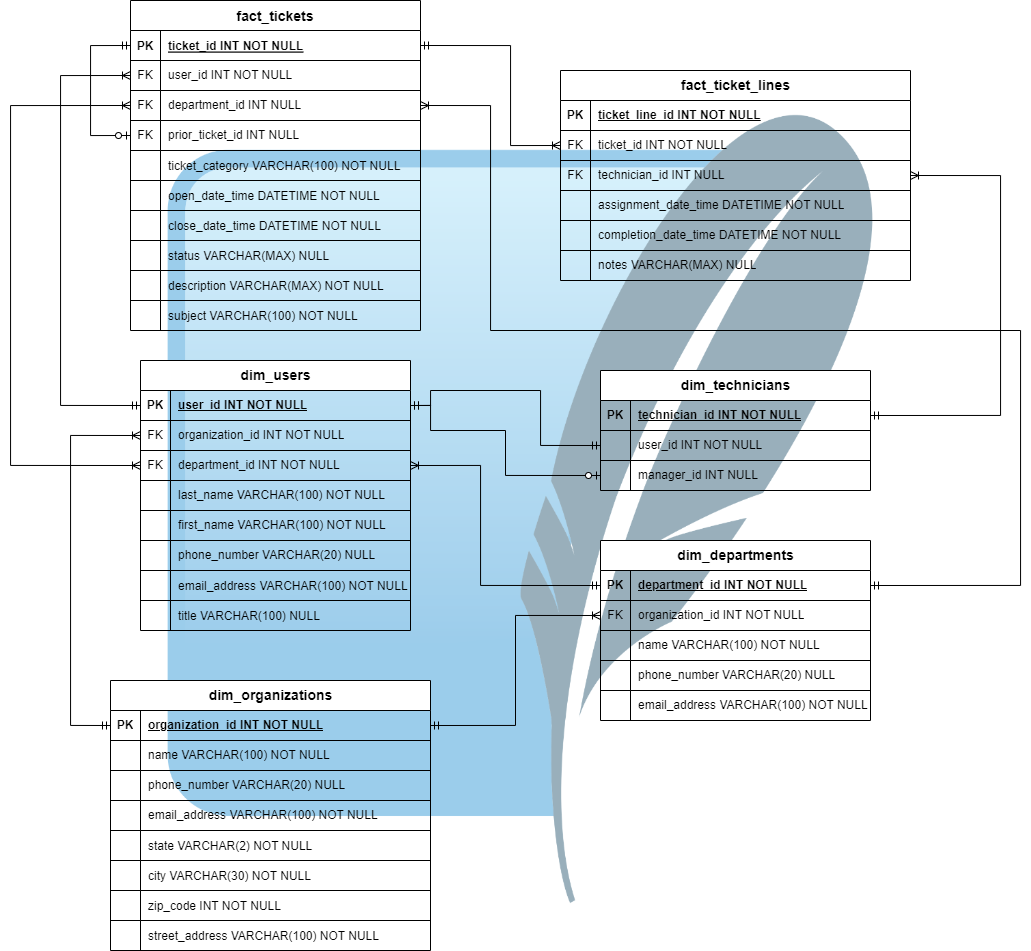 fact_tickets
PK ticket_id INT NOT NULL
FK user_id INT NOT NULL
FK department_id INT NULL
FK prior_ticket_id INT NULL
ticket_category VARCHAR(100) NOT NULL
open_date_time DATETIME NOT NULL
close_date_time DATETIME NOT NULL
status VARCHAR(MAX) NULL
description VARCHAR(MAX) NOT NULL
subject VARCHAR(100) NOT NULL
fact_ticket_lines
PK ticket_line_id INT NOT NULL
FK ticket_id INT NOT NULL
FK technician_id INT NULL
assignment_date_time DATETIME NOT NULL
completion_date_time DATETIME NOT NULL
notes VARCHAR(MAX) NULL
dim_users
PK user_id INT NOT NULL
FK organization_id INT NOT NULL
FK department_id INT NOT NULL
last_name VARCHAR(100) NOT NULL
first_name VARCHAR(100) NOT NULL
phone_number VARCHAR(20) NULL
email_address VARCHAR(100) NOT NULL
title VARCHAR(100) NULL
dim_technicians
PK technician_id INT NOT NULL
user_id INT NOT NULL
manager_id INT NULL
dim_departments
PK department_id INT NOT NULL
FK organization_id INT NOT NULL
name VARCHAR(100) NOT NULL
phone_number VARCHAR(20) NULL
email_address VARCHAR(100) NOT NULL
dim_organizations
PK organization_id INT NOT NULL
name VARCHAR(100) NOT NULL
phone_number VARCHAR(20) NULL
email_address VARCHAR(100) NOT NULL
state VARCHAR(2) NOT NULL
city VARCHAR(30) NOT NULL
zip_code INT NOT NULL
street_address VARCHAR(100) NOT NULL